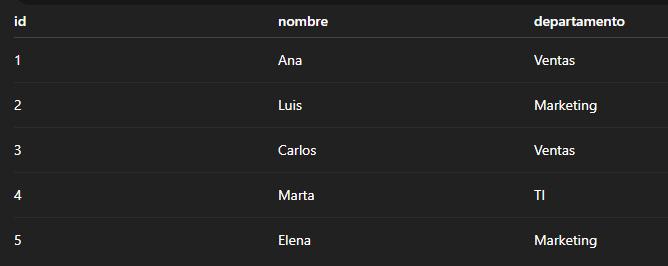 id nombre departamento
1 Ana Ventas
2 Luis Marketing
3 Carlos Ventas
4 Marta TI
5 Elena Marketing